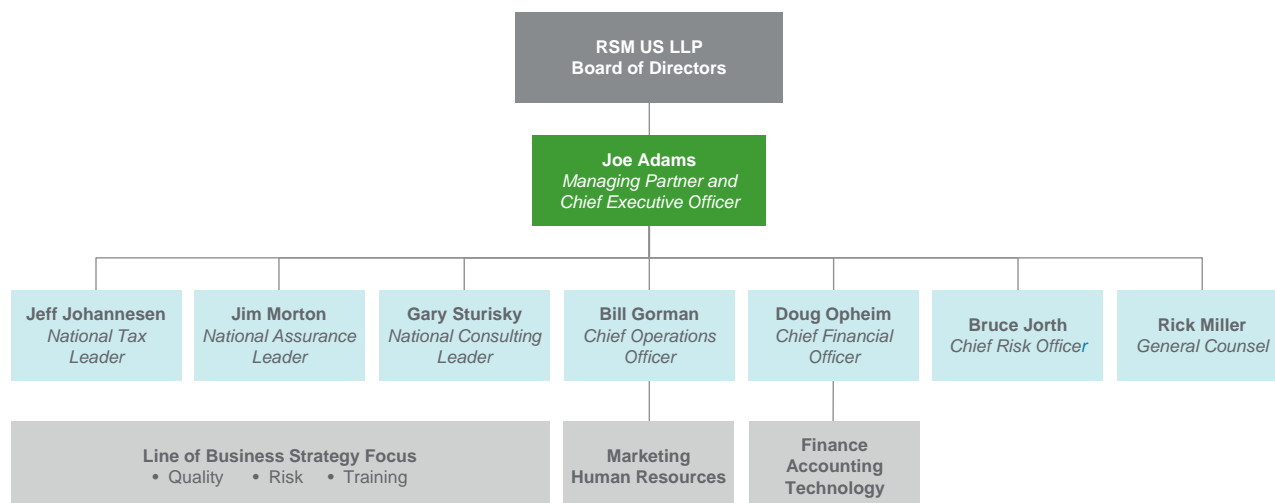 RSM US LLP
Board of Directors
Joe Adams
Managing Partner and
Chief Executive Officer
Jeff Johannesen
National Tax
Leader
Jim Morton
National Assurance
Leader
Gary Sturisky
National Consulting
Leader
Bill Gorman
Chief Operations
Officer
Doug Opheim
Chief Financial
Officer
Bruce Jorth
Chief Risk Officer
Rick Miller
General Counsel
Line of Business Strategy Focus
• Quality • Risk • Training
Marketing
Human Resources
Finance
Accounting
Technology